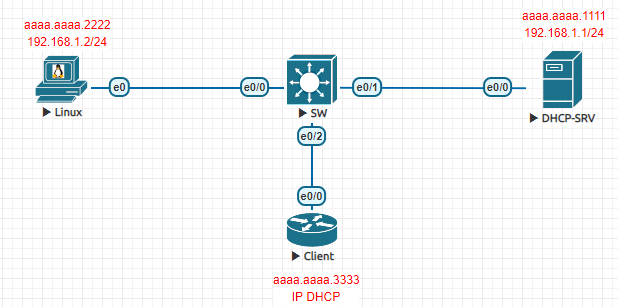 aaaa.aaaa.2222
192.168.1.2/24
aaaa.aaaa.1111
192.168.1.1/24
e0
e0/0
e0/1
e0/0
Linux
SW
DHCP-SRV
e0/2
e0/0
Client
aaaa.aaaa.3333
IP DHCP